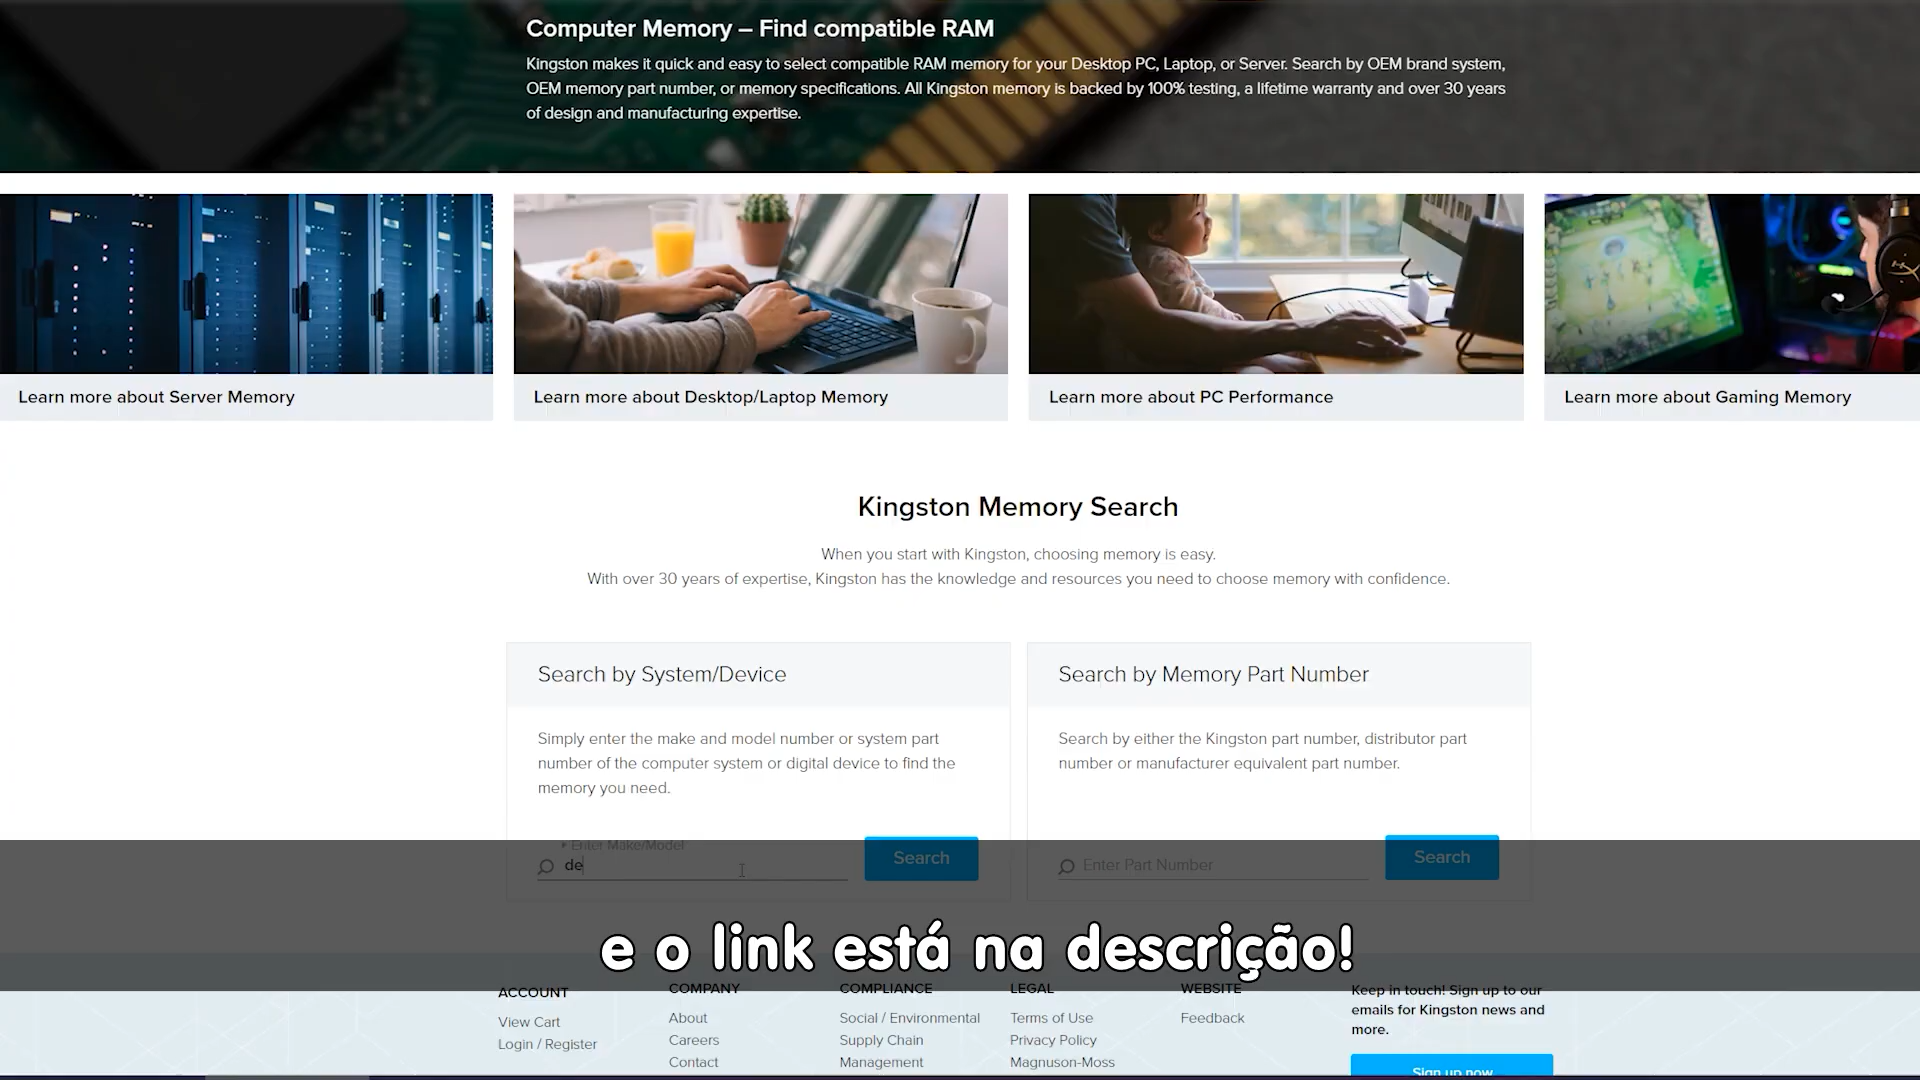 Computer Memory – Find compatible RAM
Kingston makes it quick and easy to select compatible RAM memory for your Desktop PC, Laptop, or Server. Search by OEM brand system,
OEM memory part number, or memory specifications. All Kingston memory is backed by 100% testing, a lifetime warranty and over 30 years
of design and manufacturing expertise.
Learn more about Server Memory
Learn more about Desktop/Laptop Memory
Learn more about PC Performance
Learn more about Gaming Memory
Kingston Memory Search
When you start with Kingston, choosing memory is easy.
With over 30 years of expertise, Kingston has the knowledge and resources you need to choose memory with confidence.
Search by System/Device
Simply enter the make and model number or system part
number of the computer system or digital device to find the
memory you need.
Enter Make/Model
de
Search
Search by Memory Part Number
Search by either the Kingston part number, distributor part
number or manufacturer equivalent part number.
Enter Part Number
Search
e o link está na descrição!
ACCOUNT
View Cart
Login / Register
COMPANY
About
Careers
Contact
COMPLIANCE
Social / Environmental
Supply Chain
Management
LEGAL
Terms of Use
Privacy Policy
Magnuson-Moss
WEBSITE
Feedback
Keep in touch! Sign up to our
emails for Kingston news and
more.
Sign up now